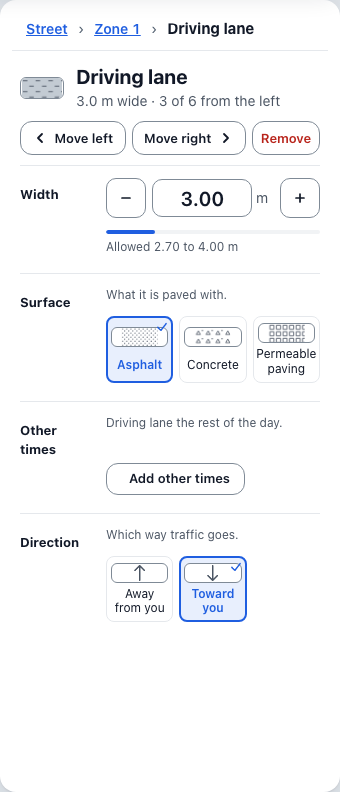 Street › Zone 1 › Driving lane
Driving lane
3.0 m wide · 3 of 6 from the left
Move left
Move right
Remove
Width
− 3.00 m +
Allowed 2.70 to 4.00 m
Surface
What it is paved with.
Asphalt
Concrete
Permeable
paving
Other
times
Driving lane the rest of the day.
Add other times
Direction
Which way traffic goes.
Away
from you
Toward
you